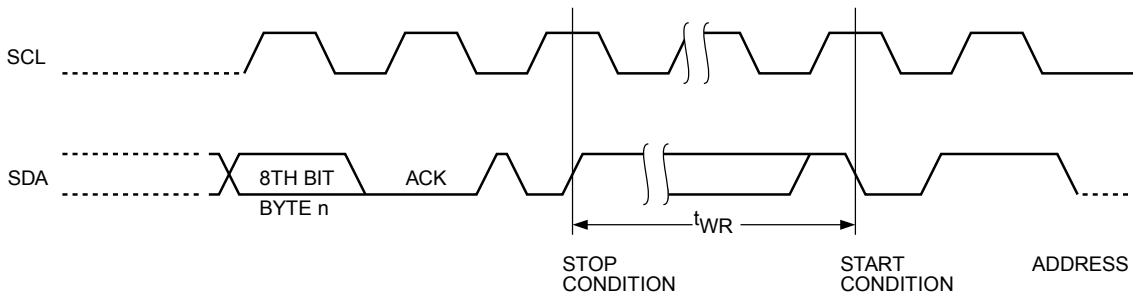 SCL
SDA
8TH BIT
ACK
BYTE n
tWR
STOP
CONDITION
START
CONDITION
ADDRESS